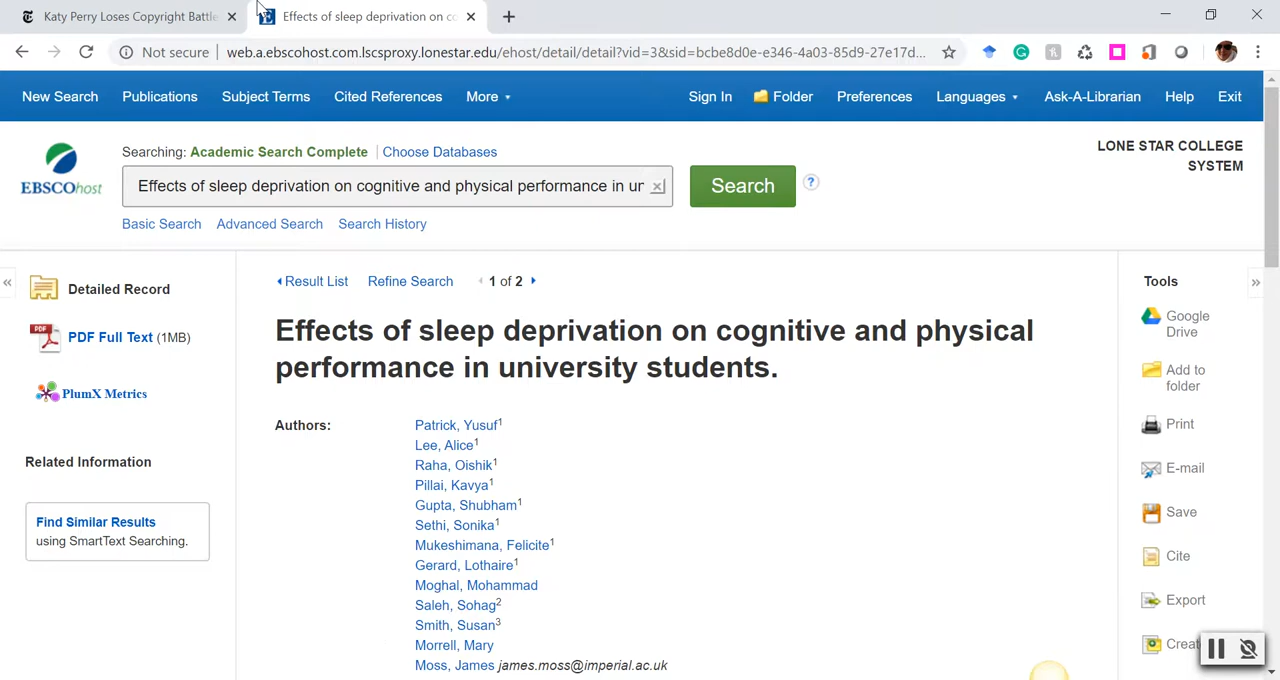 Katy Perry Loses Copyright Battle
Effects of sleep deprivation on co
Not secure
web.a.ebscohost.com.lscsproxy.lonestar.edu/ehost/detail/detail?vid=3&sid=bcbe8d0e-e346-4a03-85d9-27e17d...
New Search Publications Subject Terms Cited References More Sign In Folder Preferences Languages Ask-A-Librarian Help Exit
EBSCOhost
Searching: Academic Search Complete Choose Databases
Effects of sleep deprivation on cognitive and physical performance in ur
Search
?
Basic Search Advanced Search Search History
LONE STAR COLLEGE
SYSTEM
Detailed Record
PDF
PDF Full Text (1MB)
PlumX Metrics
Related Information
Find Similar Results
using SmartText Searching.
Result List Refine Search 1 of 2
Effects of sleep deprivation on cognitive and physical
performance in university students.
Authors:
Patrick, Yusuf1
Lee, Alice1
Raha, Oishik1
Pillai, Kavya1
Gupta, Shubham1
Sethi, Sonika1
Mukeshimana, Felicite1
Gerard, Lothaire1
Moghal, Mohammad
Saleh, Sohag2
Smith, Susan3
Morrell, Mary
Moss, James james.moss@imperial.ac.uk
Tools
Google
Drive
Add to
folder
Print
E-mail
Save
Cite
Export